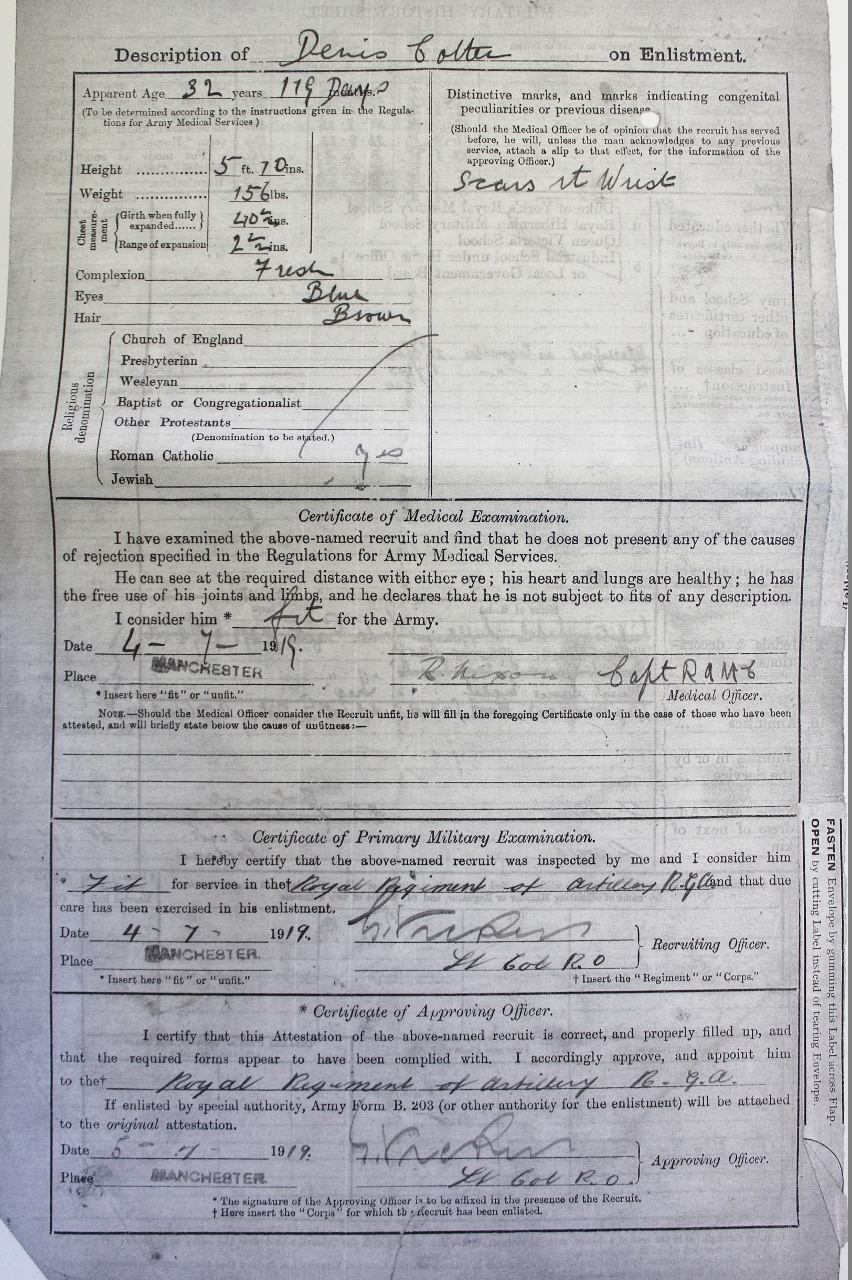 Description of Denis Cotter on Enlistment.
Apparent Age 32 years 119 Days
(To be determined according to the instructions given in the Regula-
tions for Army Medical Services)
Height .............. 5 ft. 10 ins.
Weight .............. 156 lbs.
Chest measurement
Girth when fully expanded...... 40½ ins.
Range of expansion 2½ ins.
Complexion Fresh
Eyes Blue
Hair Brown
Religious denomination
Church of England
Presbyterian
Wesleyan
Baptist or Congregationalist
Other Protestants
(Denomination to be stated.)
Roman Catholic yes
Jewish
Distinctive marks, and marks indicating congenital
peculiarities or previous disease
(Should the Medical Officer be of opinion that the recruit has served
before, he will, unless the man acknowledges to any previous
service, attach a slip to that effect, for the information of the
approving Officer.)
Scars rt Wrist
Certificate of Medical Examination.
I have examined the above-named recruit and find that he does not present any of the causes
of rejection specified in the Regulations for Army Medical Services.
He can see at the required distance with either eye; his heart and lungs are healthy; he has
the free use of his joints and limbs, and he declares that he is not subject to fits of any description.
I consider him * fit for the Army.
Date 4 - 7 - 1919.
Place MANCHESTER
R. Nixon Capt RAMC
Medical Officer.
* Insert here "fit" or "unfit."
NOTE.—Should the Medical Officer consider the Recruit unfit, he will fill in the foregoing Certificate only in the case of those who have been
attested, and will briefly state below the cause of unfitness:—
Certificate of Primary Military Examination.
I hereby certify that the above-named recruit was inspected by me and I consider him
* Fit for service in the† Royal Regiment of Artillery R.G.A. and that due
care has been exercised in his enlistment.
Date 4 - 7 - 1919.
Place MANCHESTER.
Lt Col R.O
Recruiting Officer.
* Insert here "fit" or "unfit."
† Insert the "Regiment" or "Corps."
* Certificate of Approving Officer.
I certify that this Attestation of the above-named recruit is correct, and properly filled up, and
that the required forms appear to have been complied with. I accordingly approve, and appoint him
to the† Royal Regiment of Artillery R.G.A.
If enlisted by special authority, Army Form B. 203 (or other authority for the enlistment) will be attached
to the original attestation.
Date 5 - 7 - 1919.
Place MANCHESTER.
Lt Col R.O.
Approving Officer.
* The signature of the Approving Officer is to be affixed in the presence of the Recruit.
† Here insert the "Corps" for which the Recruit has been enlisted.
FASTEN Envelope by gumming this Label across Flap.
OPEN by cutting Label instead of tearing Envelope.